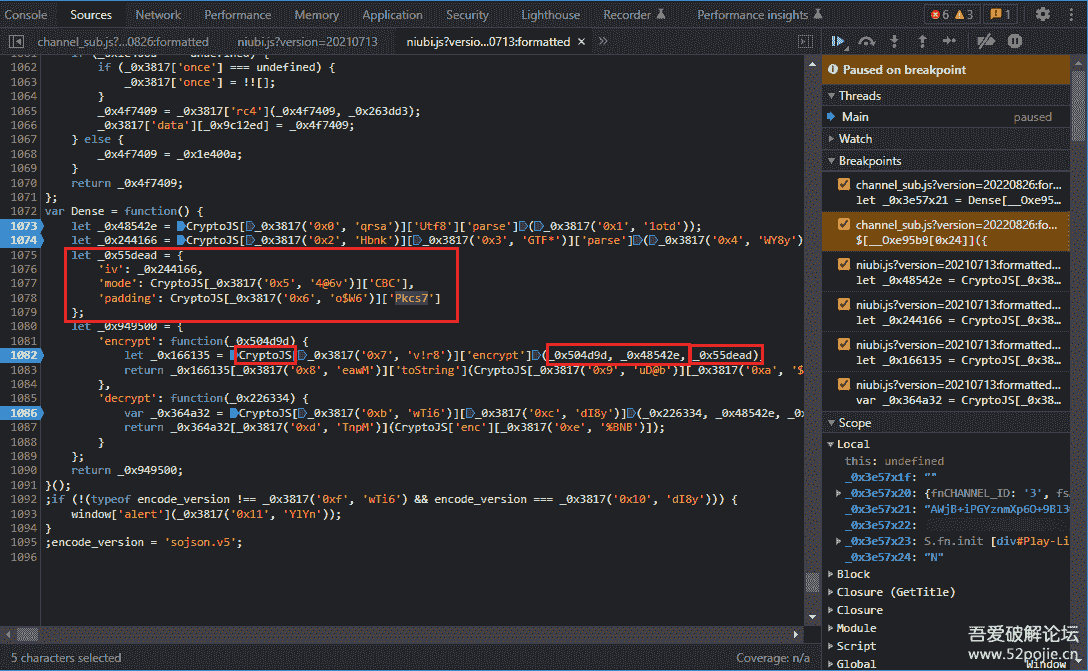 Console Sources Network Performance Memory Application Security Lighthouse Recorder Performance insights 6 3 1
channel_sub.js?...0826:formatted niubi.js?version=20210713 niubi.js?versio...0713:formatted × »
1062 if (_0x3817['once'] === undefined) {
1063 _0x3817['once'] = !![];
1064 }
1065 _0x4f7409 = _0x3817['rc4'](_0x4f7409, _0x263dd3);
1066 _0x3817['data'][_0x9c12ed] = _0x4f7409;
1067 } else {
1068 _0x4f7409 = _0x1e400a;
1069 }
1070 return _0x4f7409;
1071 };
1072 var Dense = function() {
1073 let _0x48542e = CryptoJS[_0x3817('0x0', 'qrsa')]['Utf8']['parse'](_0x3817('0x1', '1otd'));
1074 let _0x244166 = CryptoJS[_0x3817('0x2', 'Hbnk')][_0x3817('0x3', 'GTF*')]['parse'](_0x3817('0x4', 'WY8y')
1075 let _0x55dead = {
1076 'iv': _0x244166,
1077 'mode': CryptoJS[_0x3817('0x5', '4@6v')]['CBC'],
1078 'padding': CryptoJS[_0x3817('0x6', 'o$W6')]['Pkcs7']
1079 };
1080 let _0x949500 = {
1081 'encrypt': function(_0x504d9d) {
1082 let _0x166135 = CryptoJS[_0x3817('0x7', 'v!r8')]['encrypt'](_0x504d9d, _0x48542e, _0x55dead)
1083 return _0x166135[_0x3817('0x8', 'eawM')]['toString'](CryptoJS[_0x3817('0x9', 'uD@b')][_0x3817('0xa', '$
1084 },
1085 'decrypt': function(_0x226334) {
1086 var _0x364a32 = CryptoJS[_0x3817('0xb', 'wTi6')][_0x3817('0xc', 'dI8y')](_0x226334, _0x48542e, _0x
1087 return _0x364a32[_0x3817('0xd', 'TnpM')](CryptoJS['enc'][_0x3817('0xe', '%BNB')]);
1088 }
1089 };
1090 return _0x949500;
1091 }();
1092 ;if (!(typeof encode_version !== _0x3817('0xf', 'wTi6') && encode_version === _0x3817('0x10', 'dI8y'))) {
1093 window['alert'](_0x3817('0x11', 'YlYn'));
1094 }
1095 ;encode_version = 'sojson.v5';
1096
5 characters selected
Coverage: n/a
Paused on breakpoint
Threads
Main paused
Watch
Breakpoints
channel_sub.js?version=20220826:for...
let _0x3e57x21 = Dense[__Oxe95...
channel_sub.js?version=20220826:fo...
$[__Oxe95b9[0x24]]({
niubi.js?version=20210713:formatted...
let _0x48542e = CryptoJS[_0x38...
niubi.js?version=20210713:formatted...
let _0x244166 = CryptoJS[_0x38...
niubi.js?version=20210713:formatted...
let _0x166135 = CryptoJS[_0x38...
niubi.js?version=20210713:formatted...
var _0x364a32 = CryptoJS[_0x38...
Scope
Local
this: undefined
_0x3e57x1f: ""
_0x3e57x20: {fnCHANNEL_ID: '3', fs
_0x3e57x21: "AWjB+iPGYznmXp6O+9Bl3
_0x3e57x22:
_0x3e57x23: S.fn.init [div#Play-Li
_0x3e57x24: "N"
Block
Closure (GetTitle)
Closure
Module
Script
Global Window
吾爱破解论坛
www.52pojie.cn